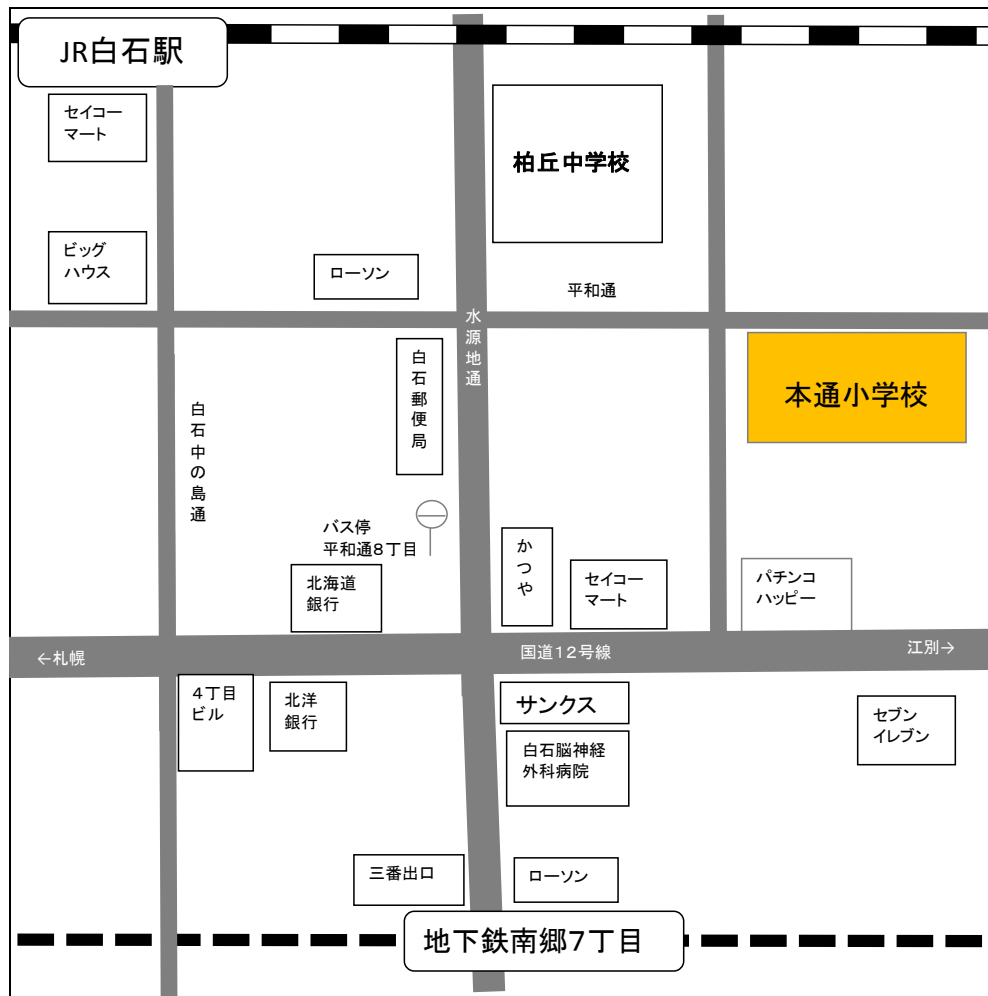 JR白石駅
セイコー
マート
柏丘中学校
ビッグ
ハウス
ローソン
平和通
水源地通
白石郵便局
本通小学校
白石中の島通
バス停
平和通8丁目
かつや
北海道
銀行
セイコー
マート
パチンコ
ハッピー
←札幌
国道12号線
江別→
4丁目
ビル
北洋
銀行
サンクス
セブン
イレブン
白石脳神経
外科病院
三番出口
ローソン
地下鉄南郷7丁目